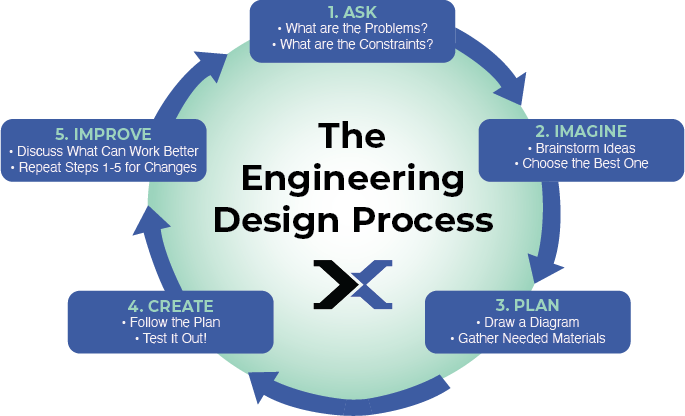 1. ASK
• What are the Problems?
• What are the Constraints?
2. IMAGINE
• Brainstorm Ideas
• Choose the Best One
3. PLAN
• Draw a Diagram
• Gather Needed Materials
4. CREATE
• Follow the Plan
• Test It Out!
5. IMPROVE
• Discuss What Can Work Better
• Repeat Steps 1-5 for Changes
The
Engineering
Design Process